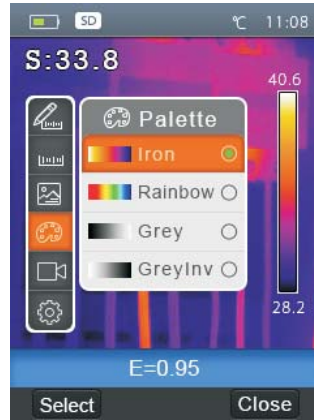 SD °C 11:08
S:33.8
40.6
Palette
Iron
Rainbow
Grey
GreyInv
28.2
E=0.95
Select Close